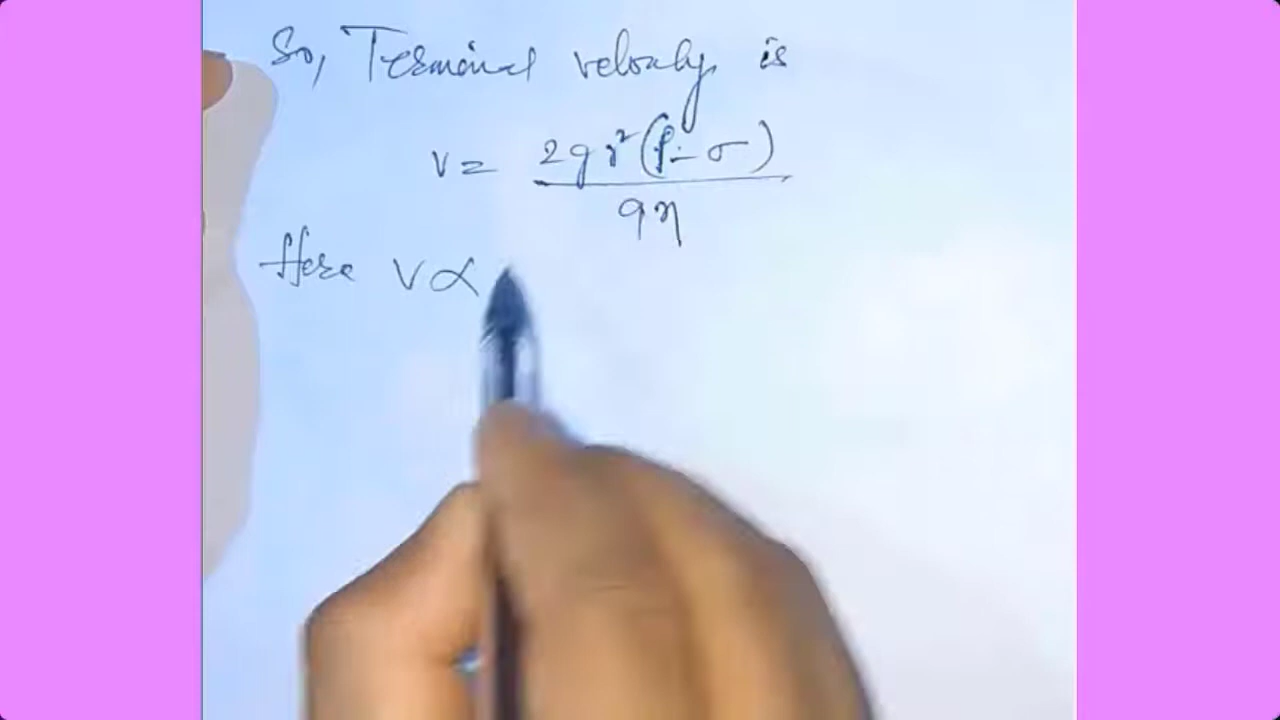 So, Terminal velocity is
v = 2gr²(ρ - σ)
9η
Here v ∝